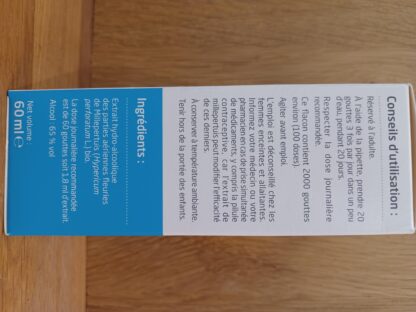 Conseils d'utilisation :
Réservé à l'adulte.
À l'aide de la pipette, prendre 20
gouttes 3 fois par jour dans un peu
d'eau, pendant 20 jours.
Respecter la dose journalière
recommandée.
Ce flacon contient 2000 gouttes
environ (100 doses).
Agiter avant emploi.
L'emploi est déconseillé chez les
femmes enceintes et allaitantes.
Informez votre médecin ou votre
pharmacien en cas de prise simultanée
de médicaments, y compris la pilule
contraceptive, car l'extrait de
millepertuis peut modifier l'efficacité
de ces derniers.
À conserver à température ambiante.
Tenir hors de la portée des enfants.
Ingrédients :
Extrait hydro-alcoolique
des parties aériennes fleuries
de Millepertuis (Hypericum
perforatum L.) bio.
La dose journalière recommandée
est de 60 gouttes soit 1,8 ml d'extrait.
Alcool : 65 % vol
Net volume :
60 ml ℮